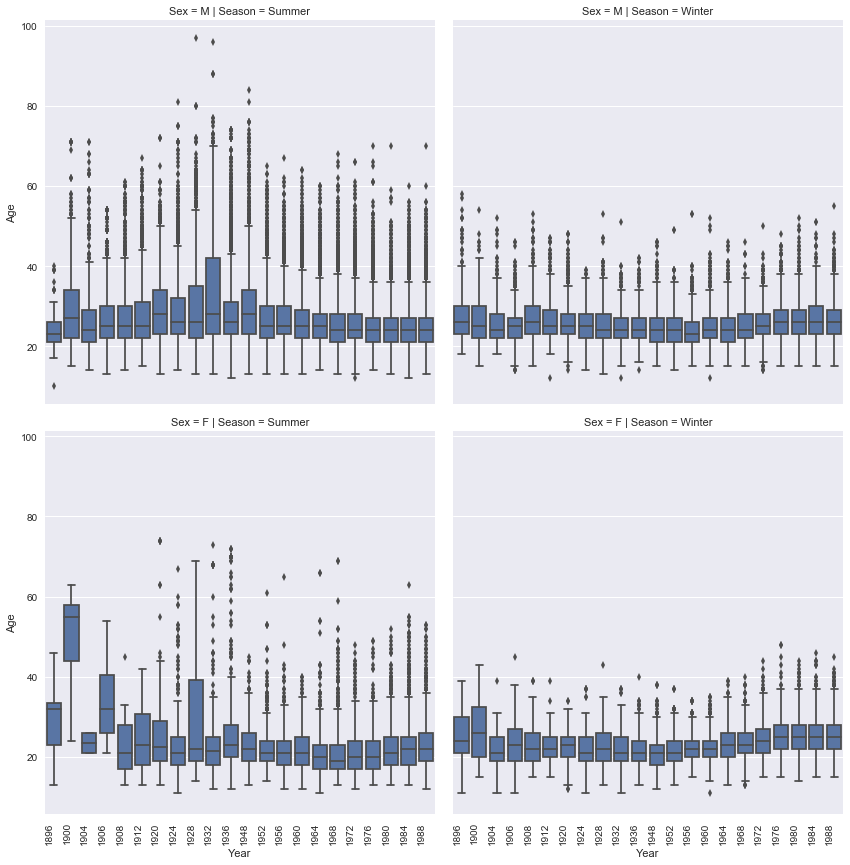 Sex = M | Season = Summer
Sex = M | Season = Winter
100
80
60
40
20
Age
Sex = F | Season = Summer
Sex = F | Season = Winter
100
80
60
40
20
Age
1896 1900 1904 1906 1908 1912 1920 1924 1928 1932 1936 1948 1952 1956 1960 1964 1968 1972 1976 1980 1984 1988
1896 1900 1904 1906 1908 1912 1920 1924 1928 1932 1936 1948 1952 1956 1960 1964 1968 1972 1976 1980 1984 1988
Year
Year